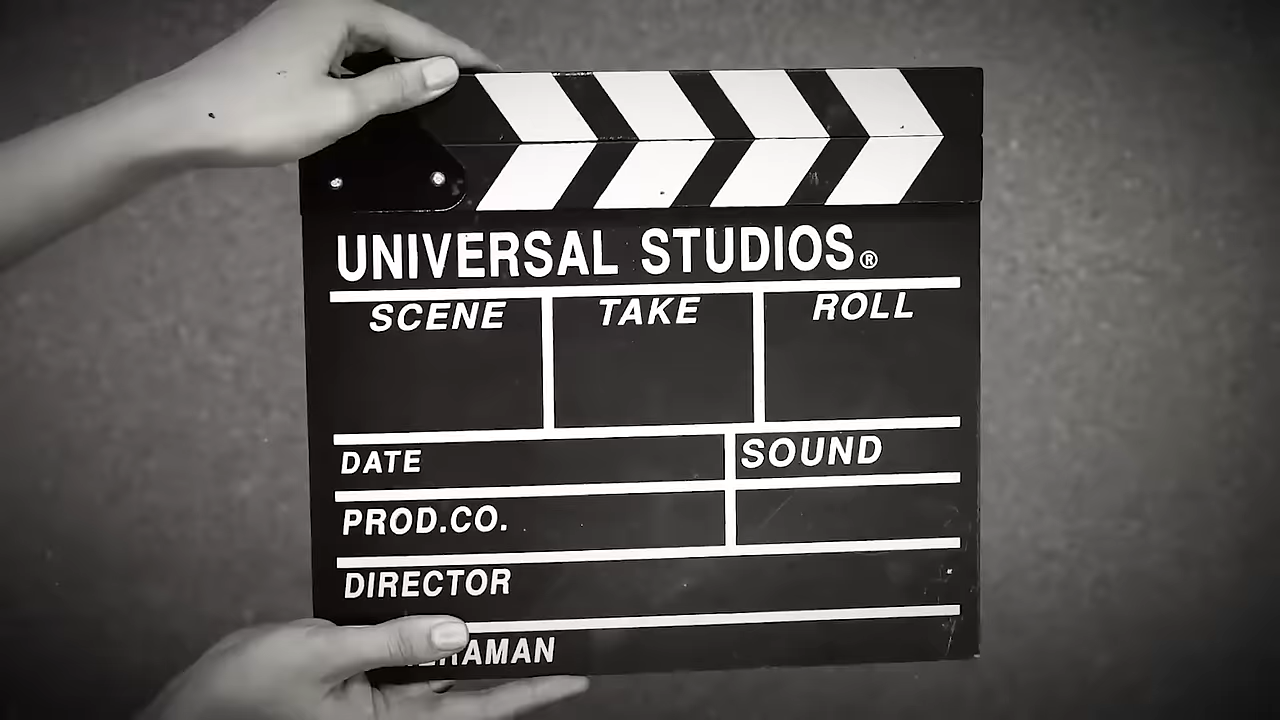 UNIVERSAL STUDIOS®
SCENE TAKE ROLL
DATE SOUND
PROD.CO.
DIRECTOR